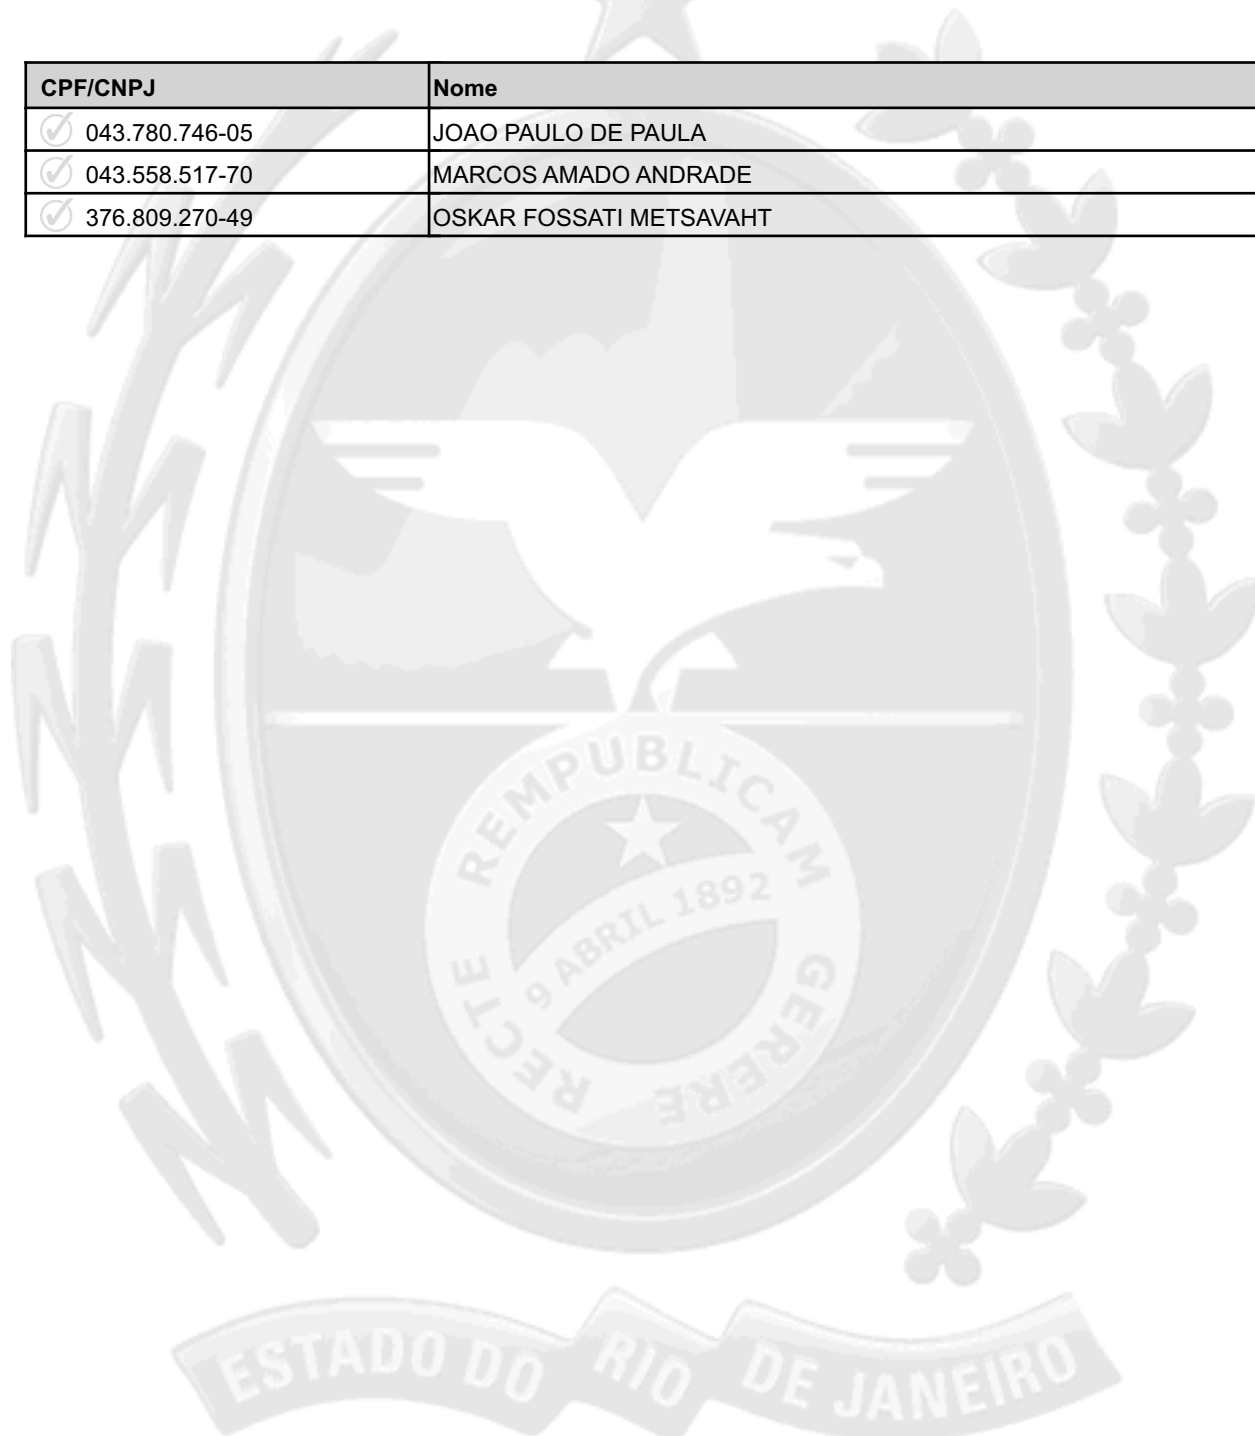 CPF/CNPJ Nome
043.780.746-05 JOAO PAULO DE PAULA
043.558.517-70 MARCOS AMADO ANDRADE
376.809.270-49 OSKAR FOSSATI METSAVAHT
RECTE REMPUBLICAM GERERE
9 ABRIL 1892
ESTADO DO RIO DE JANEIRO